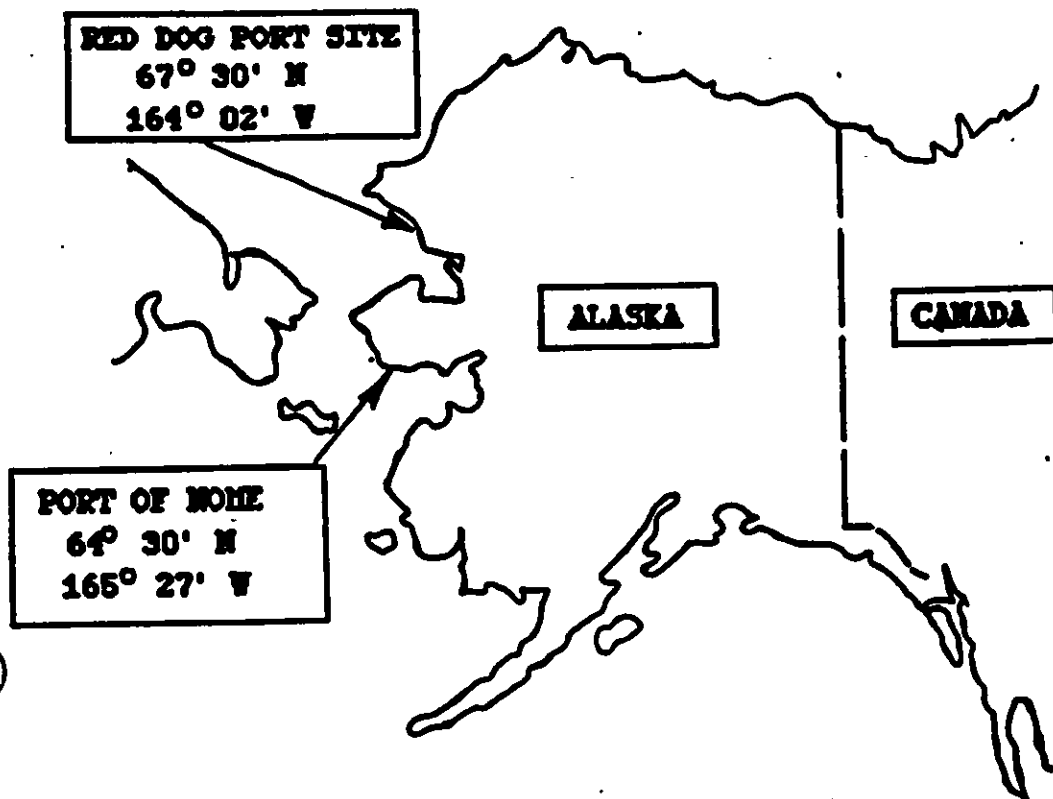 RED DOG PORT SITE
67° 30' N
164° 02' W
ALASKA
CANADA
PORT OF NOME
64° 30' N
165° 27' W